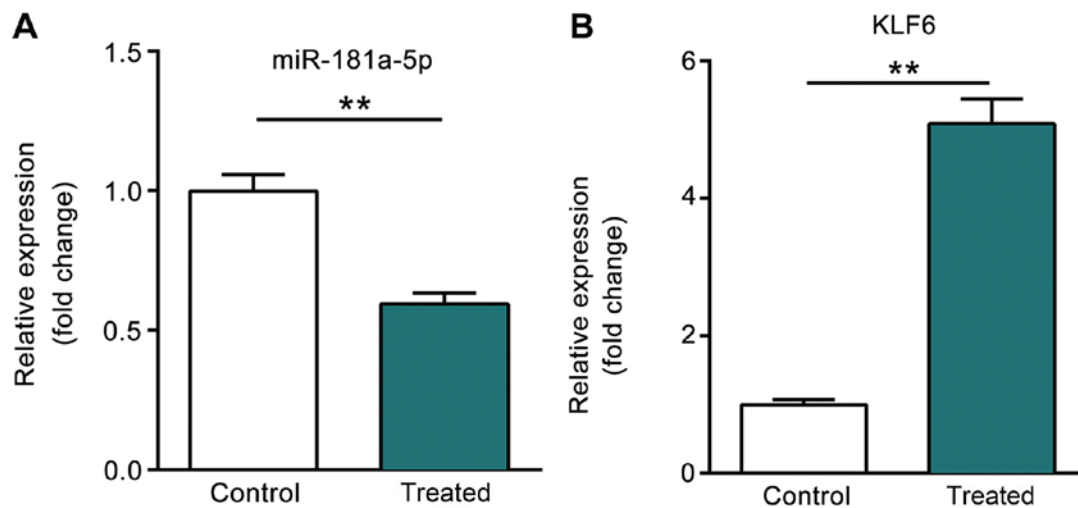 A
miR-181a-5p
**
Relative expression
(fold change)
1.5
1.0
0.5
0.0
Control
Treated
B
KLF6
**
Relative expression
(fold change)
6
4
2
0
Control
Treated